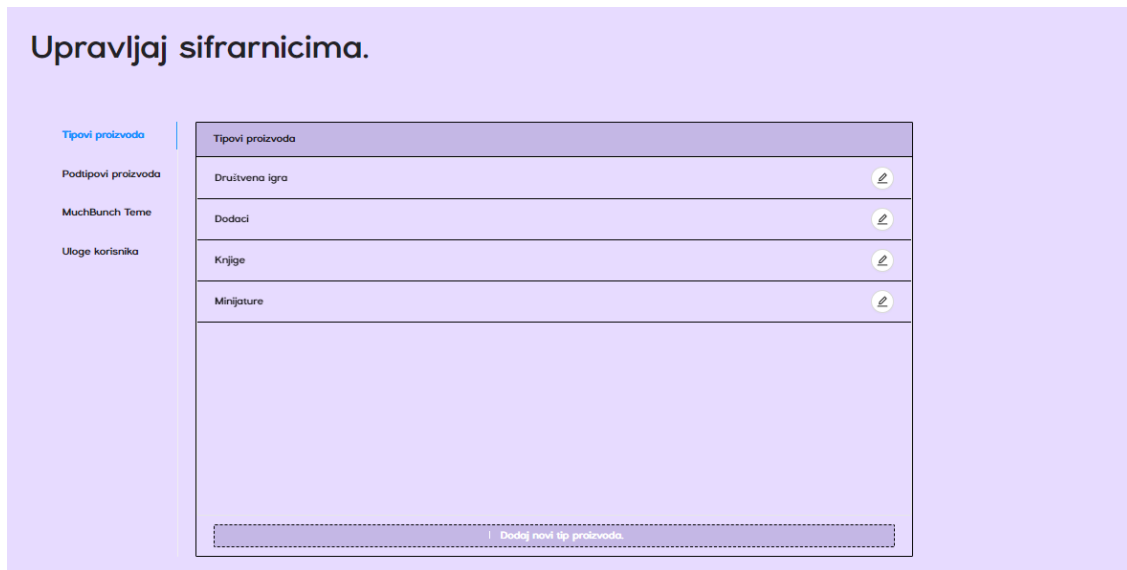 Upravljaj sifrarnicima.
Tipovi proizvoda
Podtipovi proizvoda
MuchBunch Teme
Uloge korisnika
Tipovi proizvoda
Društvena igra
Dodaci
Knjige
Minijature
Dodaj novi tip proizvoda.